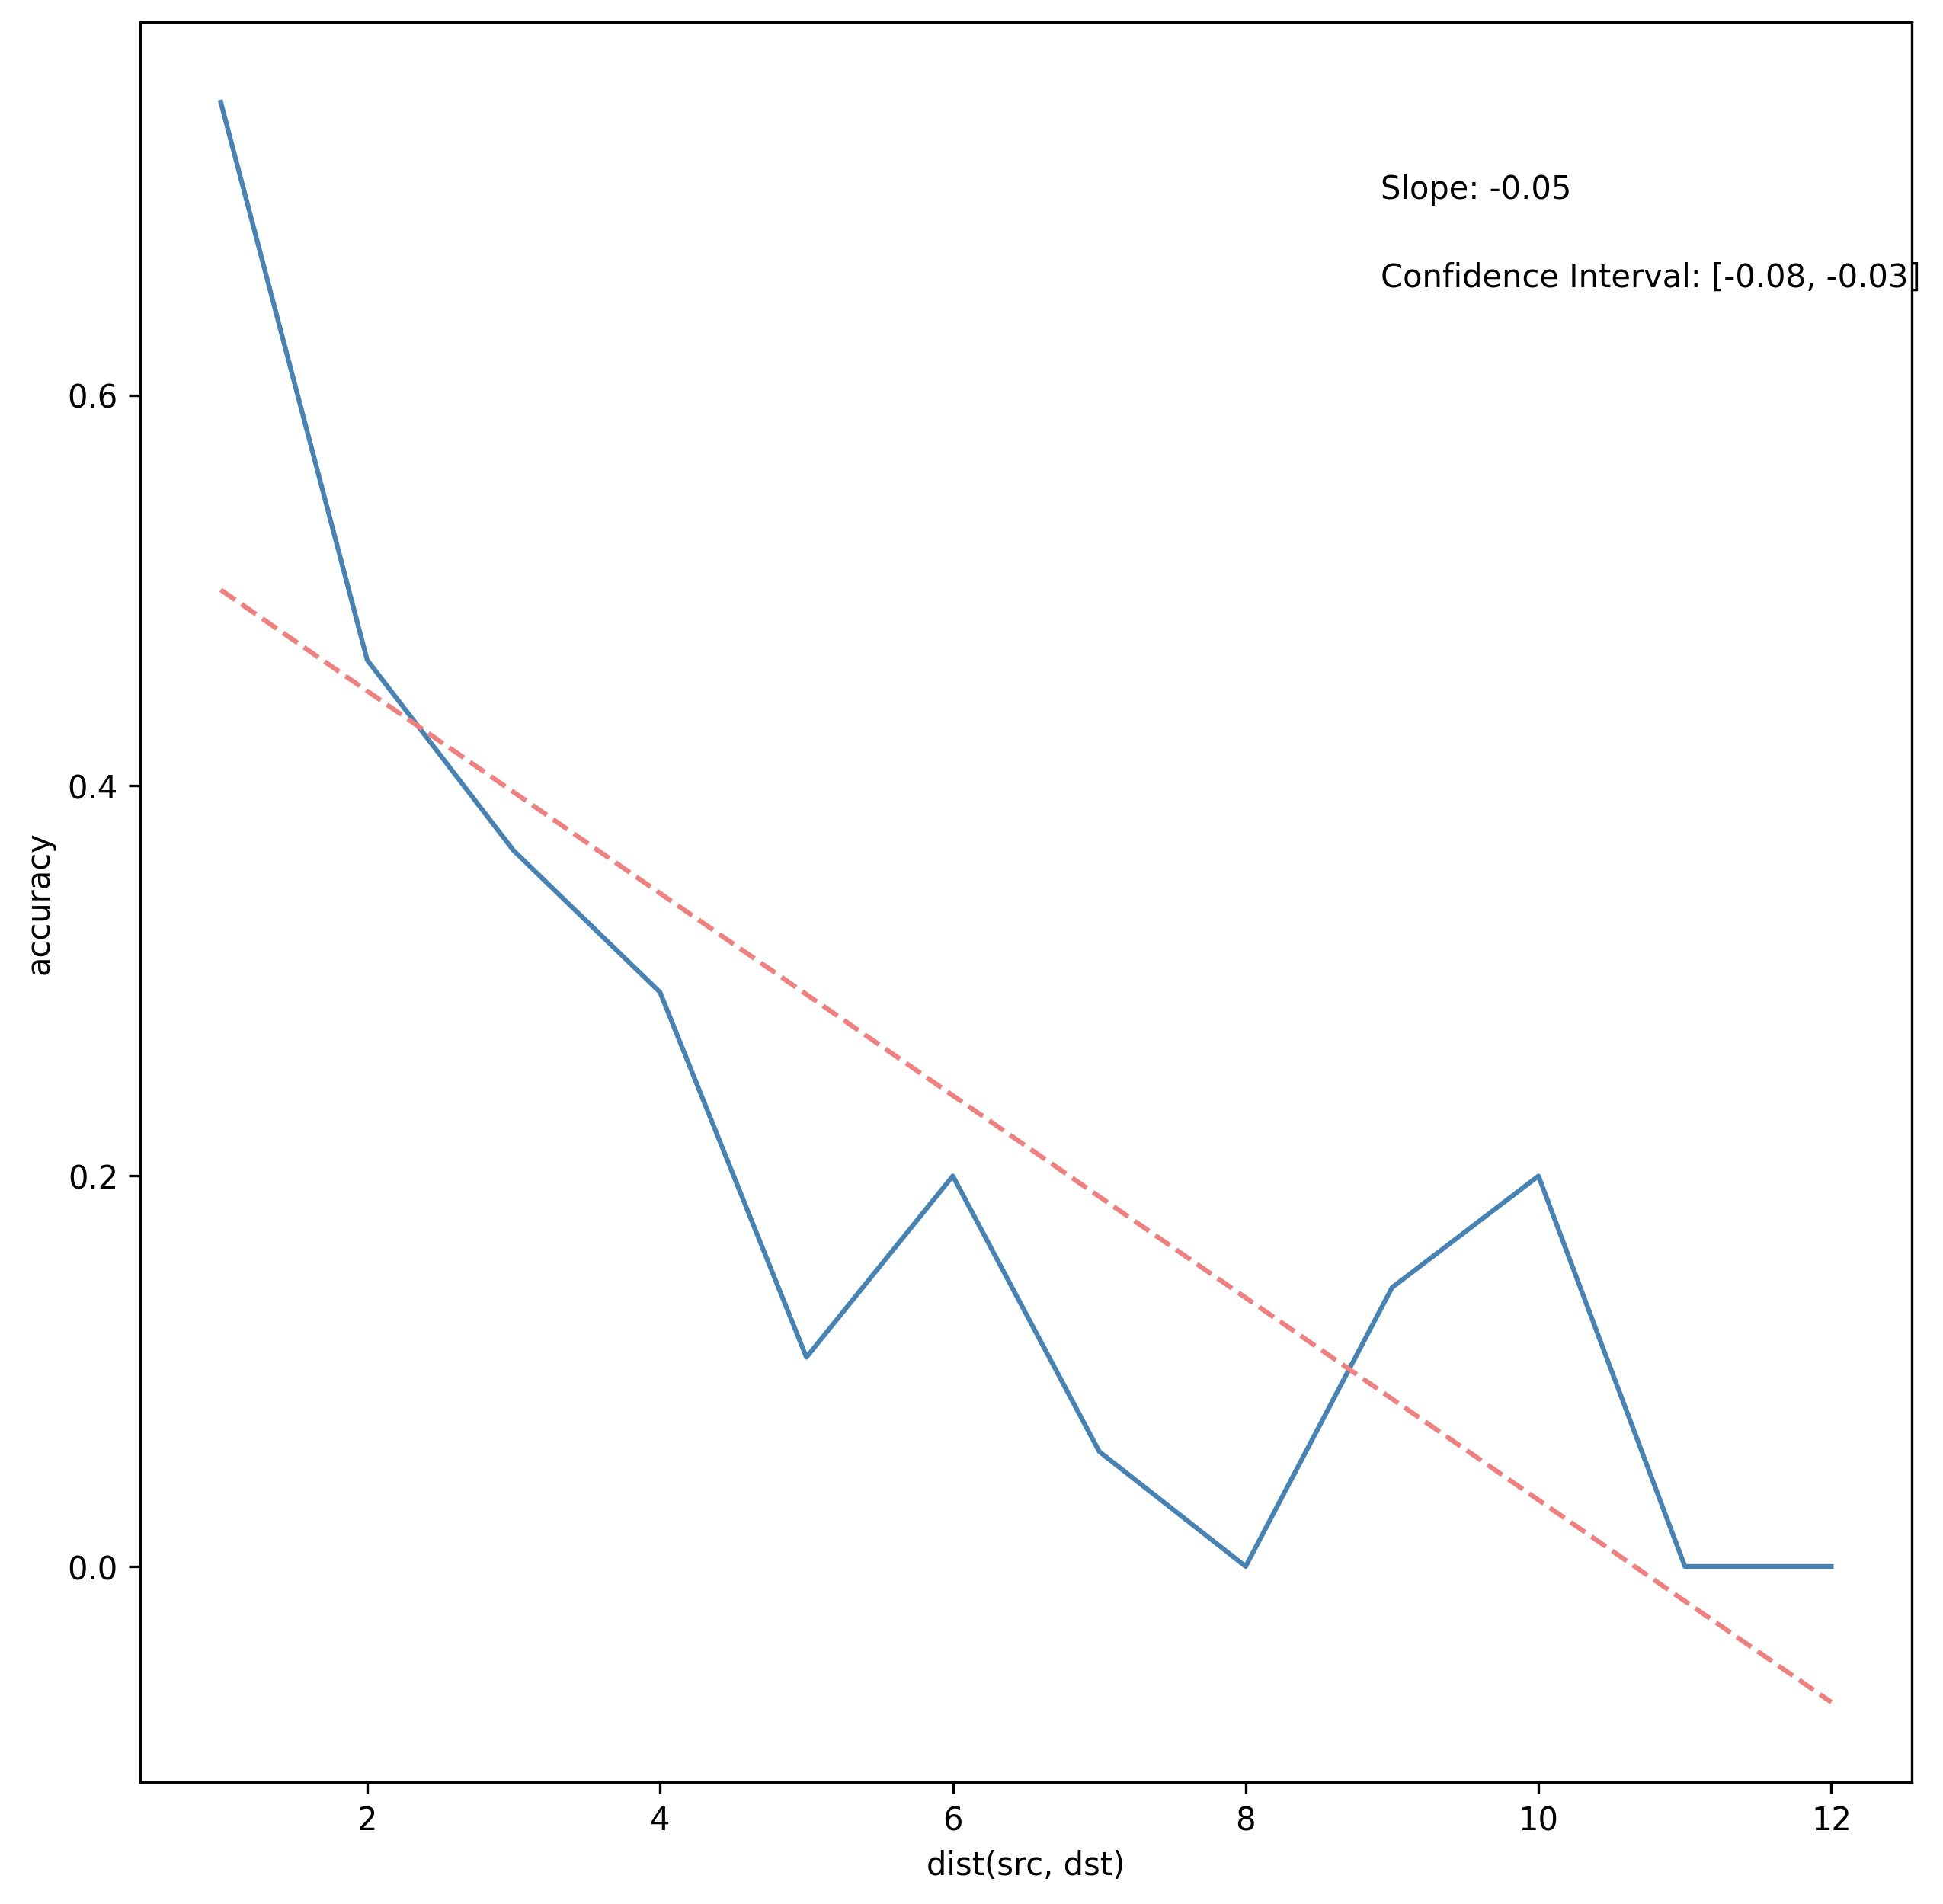 Slope: -0.05
Confidence Interval: [-0.08, -0.03]
0.6
0.4
0.2
0.0
accuracy
2 4 6 8 10 12
dist(src, dst)